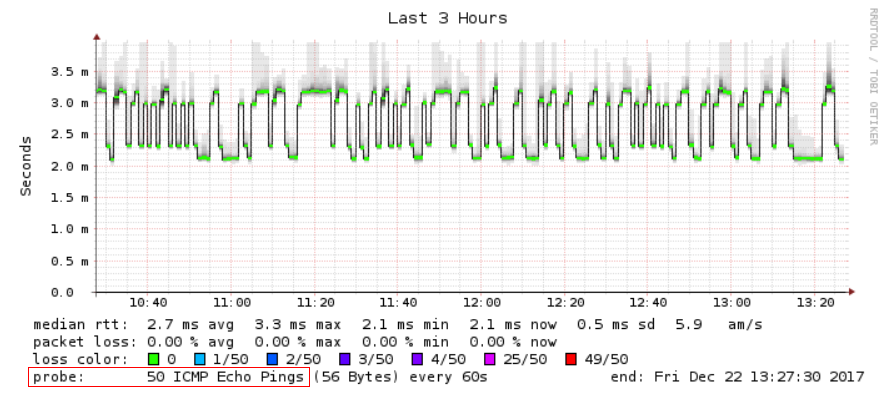 Last 3 Hours
RRDTOOL / TOBI OETIKER
Seconds
3.5 m
3.0 m
2.5 m
2.0 m
1.5 m
1.0 m
0.5 m
0.0
10:40 11:00 11:20 11:40 12:00 12:20 12:40 13:00 13:20
median rtt: 2.7 ms avg 3.3 ms max 2.1 ms min 2.1 ms now 0.5 ms sd 5.9 am/s
packet loss: 0.00 % avg 0.00 % max 0.00 % min 0.00 % now
loss color: 0 1/50 2/50 3/50 4/50 25/50 49/50
probe: 50 ICMP Echo Pings (56 Bytes) every 60s end: Fri Dec 22 13:27:30 2017